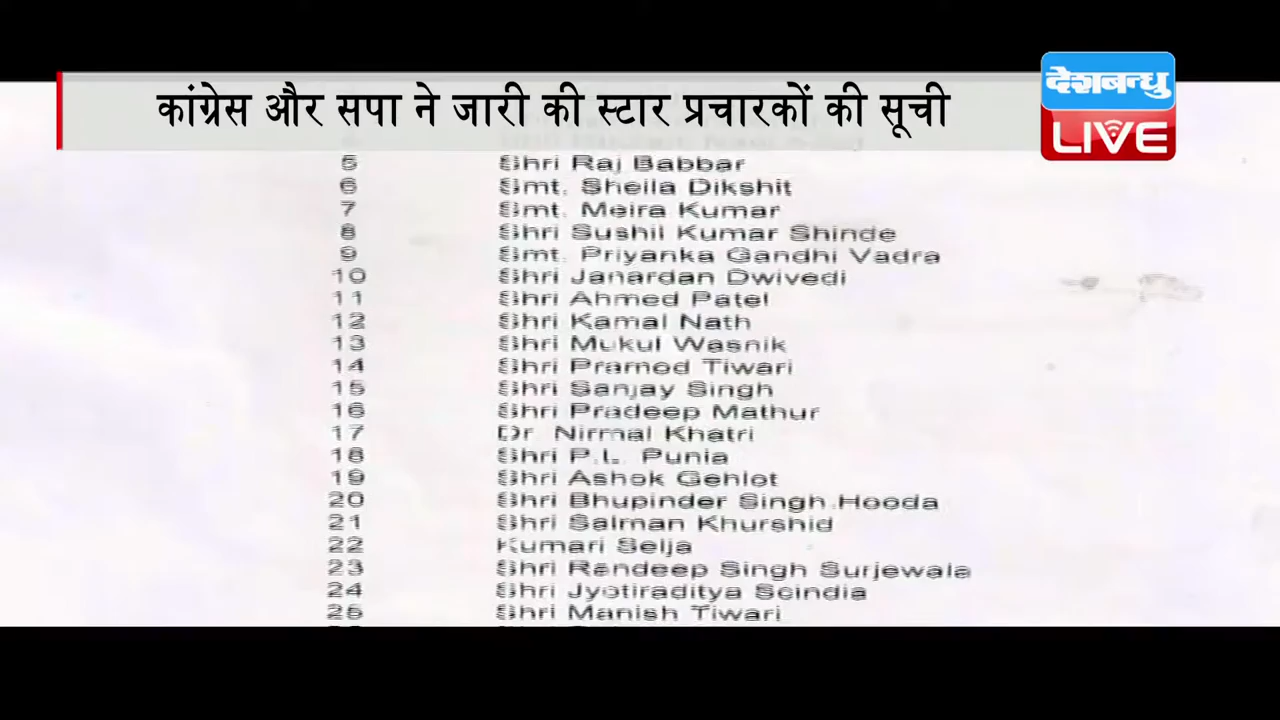 कांग्रेस और सपा ने जारी की स्टार प्रचारकों की सूची
देशबन्धु
LIVE
5 Shri Raj Babbar
6 Smt. Sheila Dikshit
7 Smt. Meira Kumar
8 Shri Sushil Kumar Shinde
9 Smt. Priyanka Gandhi Vadra
10 Shri Janardan Dwivedi
11 Shri Ahmed Patel
12 Shri Kamal Nath
13 Shri Mukul Wasnik
14 Shri Pramod Tiwari
15 Shri Sanjay Singh
16 Shri Pradeep Mathur
17 Dr. Nirmal Khatri
18 Shri P.L. Punia
19 Shri Ashok Gehlot
20 Shri Bhupinder Singh Hooda
21 Shri Salman Khurshid
22 Kumari Selja
23 Shri Randeep Singh Surjewala
24 Shri Jyotiraditya Scindia
25 Shri Manish Tiwari